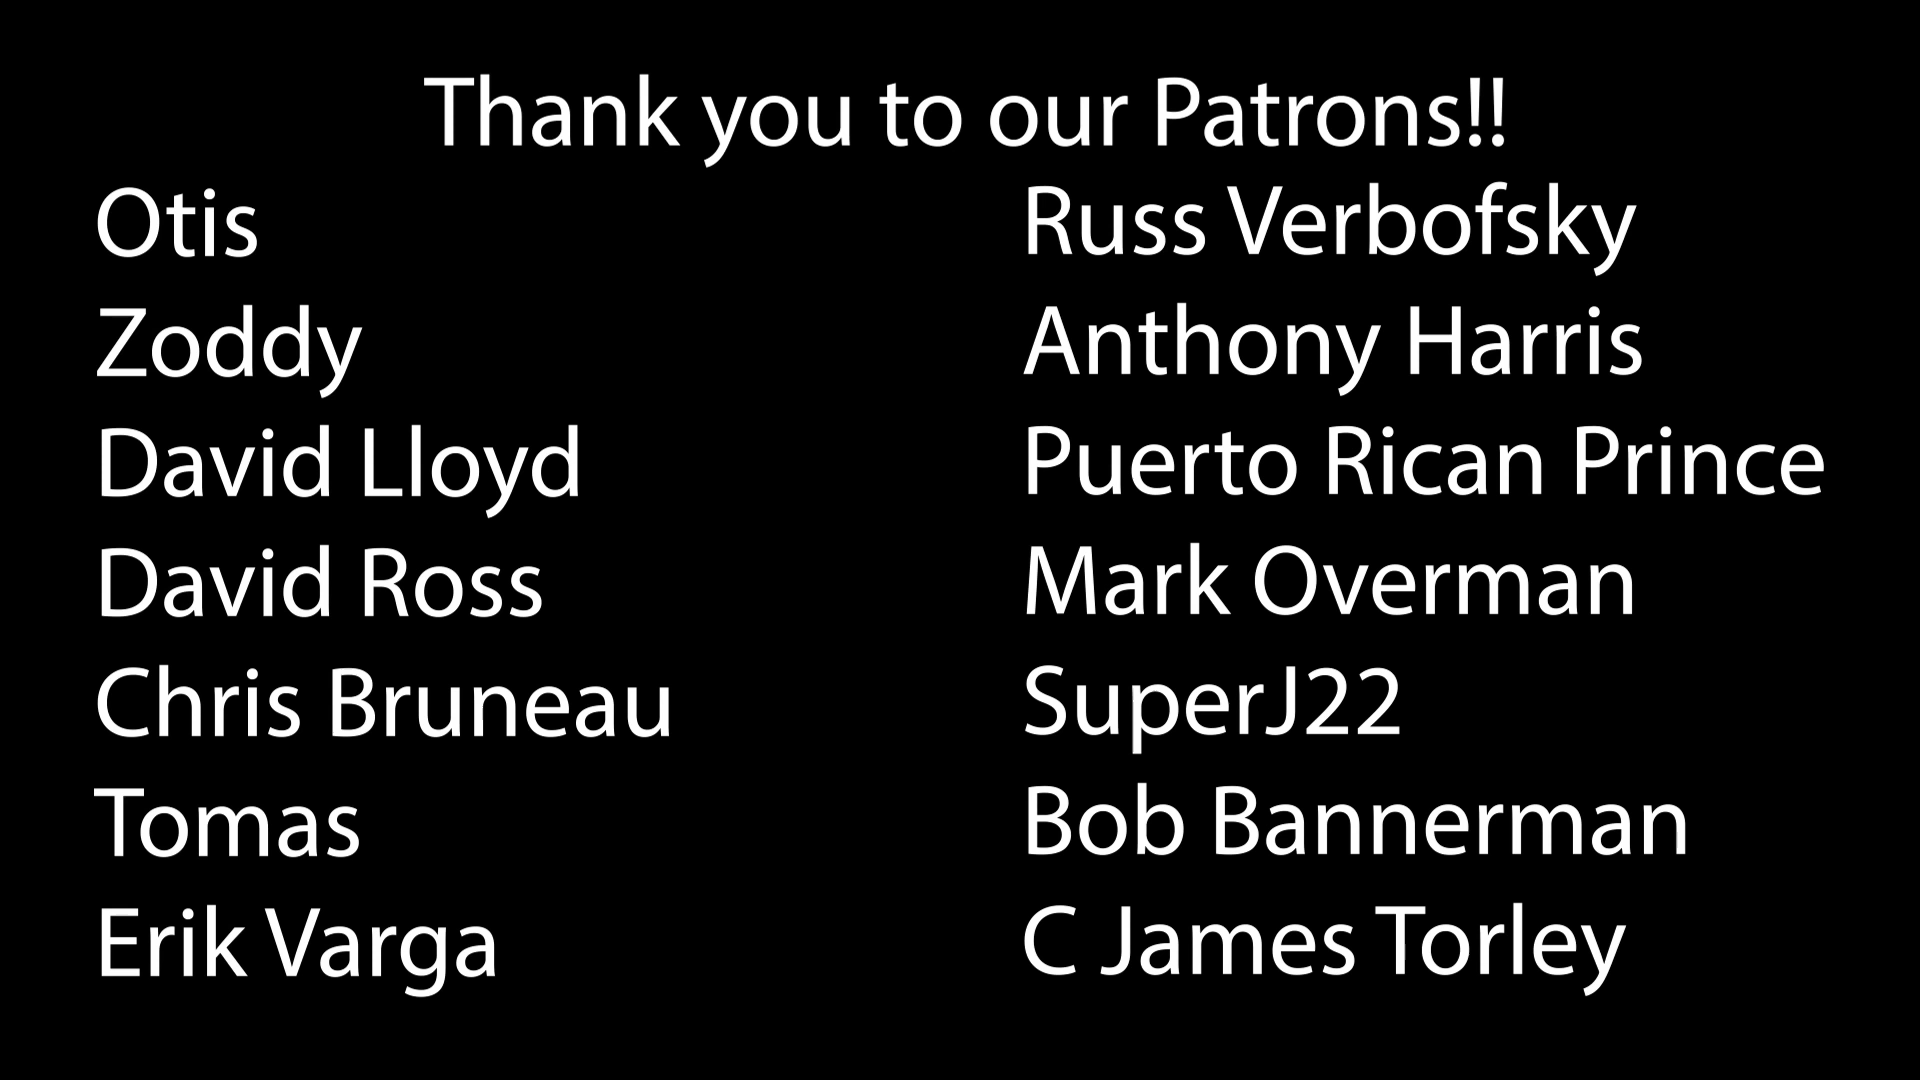 Thank you to our Patrons!!
Otis
Zoddy
David Lloyd
David Ross
Chris Bruneau
Tomas
Erik Varga
Russ Verbofsky
Anthony Harris
Puerto Rican Prince
Mark Overman
SuperJ22
Bob Bannerman
C James Torley